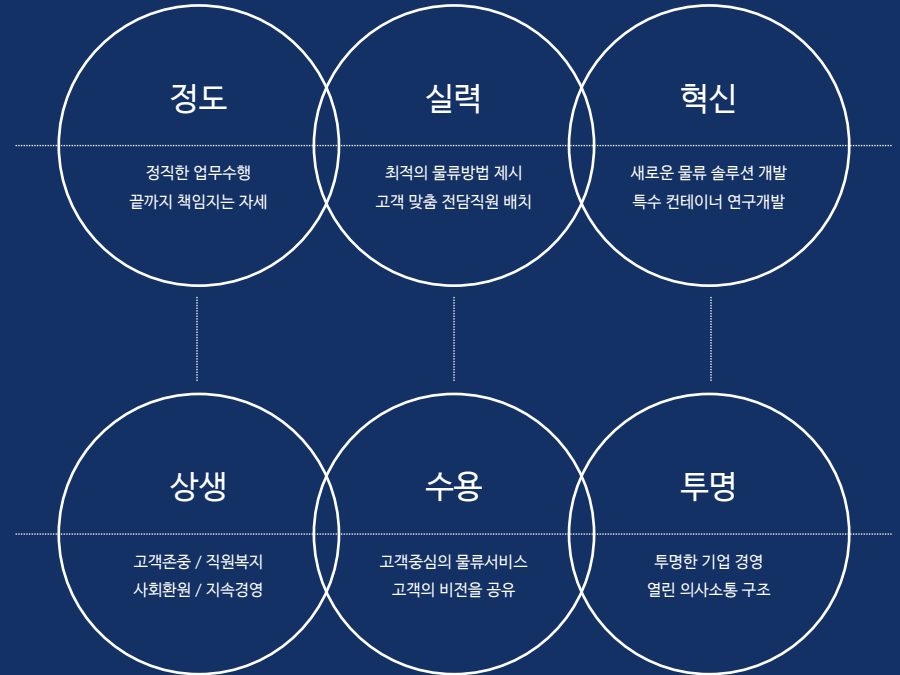 정도
정직한 업무수행
끝까지 책임지는 자세
실력
최적의 물류방법 제시
고객 맞춤 전담직원 배치
혁신
새로운 물류 솔루션 개발
특수 컨테이너 연구개발
상생
고객존중 / 직원복지
사회환원 / 지속경영
수용
고객중심의 물류서비스
고객의 비전을 공유
투명
투명한 기업 경영
열린 의사소통 구조